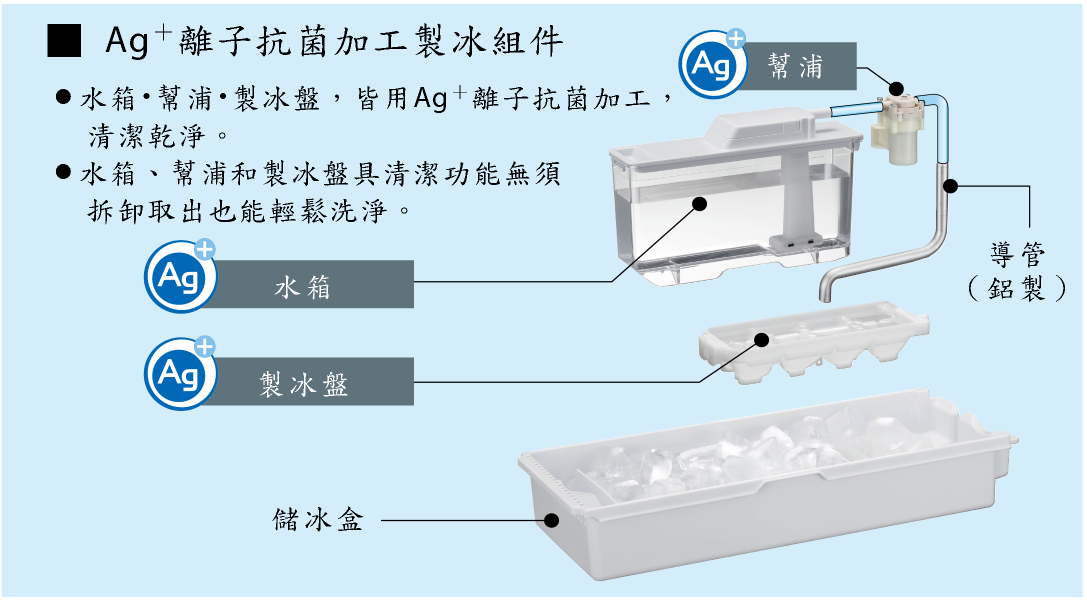 ■ Ag⁺離子抗菌加工製冰組件
●水箱・幫浦・製冰盤，皆用Ag⁺離子抗菌加工，
清潔乾淨。
●水箱、幫浦和製冰盤具清潔功能無須
拆卸取出也能輕鬆洗淨。
Ag+ 幫浦
導管
（鋁製）
Ag+ 水箱
Ag+ 製冰盤
儲冰盒